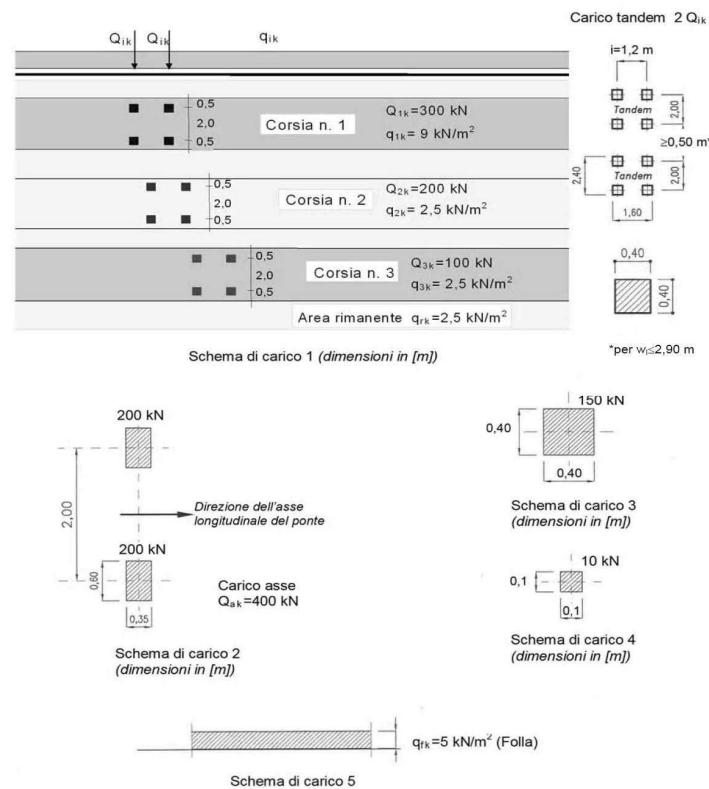 Carico tandem 2 Qik
Qik Qik qik
i=1,2 m
0,5
2,0
0,5
Corsia n. 1
Q1k=300 kN
q1k= 9 kN/m²
Tandem
2,00
≥0,50 m*
0,5
2,0
0,5
Corsia n. 2
Q2k=200 kN
q2k= 2,5 kN/m²
2,40
Tandem
2,00
1,60
0,5
2,0
0,5
Corsia n. 3
Q3k=100 kN
q3k= 2,5 kN/m²
0,40
0,40
Area rimanente qrk=2,5 kN/m²
Schema di carico 1 (dimensioni in [m])
*per wl≤2,90 m
200 kN
2,00
Direzione dell'asse
longitudinale del ponte
200 kN
0,60
0,35
Carico asse
Qak=400 kN
Schema di carico 2
(dimensioni in [m])
150 kN
0,40
0,40
Schema di carico 3
(dimensioni in [m])
10 kN
0,1
0,1
Schema di carico 4
(dimensioni in [m])
qfk=5 kN/m² (Folla)
Schema di carico 5